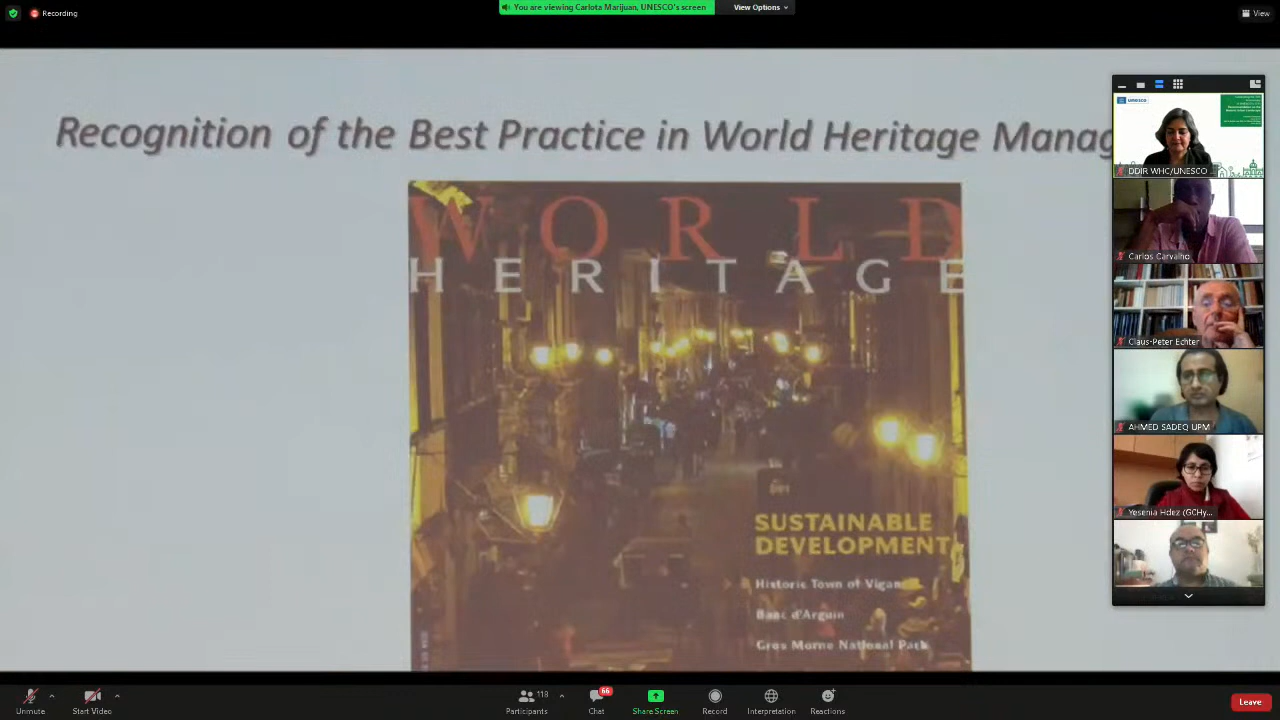 Recording
You are viewing Carlota Marijuan, UNESCO's screen
View Options
View
Recognition of the Best Practice in World Heritage Manag
WORLD
HERITAGE
SUSTAINABLE
DEVELOPMENT
Historic Town of Vigan
Banc d'Arguin
Gros Morne National Park
UNESCO
DDIR WHC/UNESCO ...
Carlos Carvalho
Claus-Peter Echter
AHMED SADEQ UPM
Yesenia Hdez (GCHy...
Unmute
Start Video
Participants
118
Chat
66
Share Screen
Record
Interpretation
Reactions
Leave